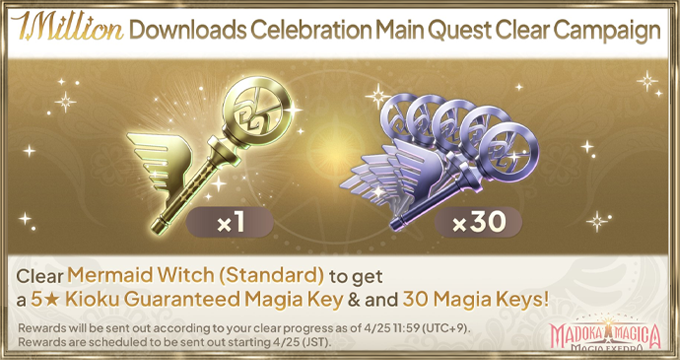 1Million Downloads Celebration Main Quest Clear Campaign
×1
×30
Clear Mermaid Witch (Standard) to get
a 5★ Kioku Guaranteed Magia Key & and 30 Magia Keys!
Rewards will be sent out according to your clear progress as of 4/25 11:59 (UTC+9).
Rewards are scheduled to be sent out starting 4/25 (JST).
MADOKA MAGICA
MAGIA EXEDRA